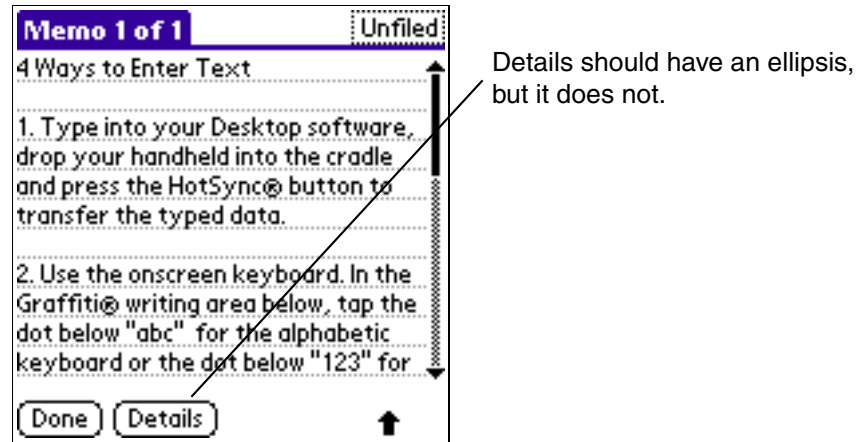 Memo 1 of 1
Unfiled
4 Ways to Enter Text
1. Type into your Desktop software,
drop your handheld into the cradle
and press the HotSync® button to
transfer the typed data.
2. Use the onscreen keyboard. In the
Graffiti® writing area below, tap the
dot below "abc" for the alphabetic
keyboard or the dot below "123" for
Done
Details
Details should have an ellipsis,
but it does not.